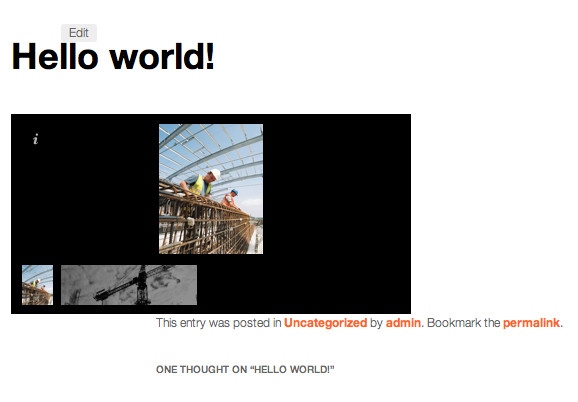 Edit
Hello world!
i
This entry was posted in Uncategorized by admin. Bookmark the permalink.
ONE THOUGHT ON “HELLO WORLD!”